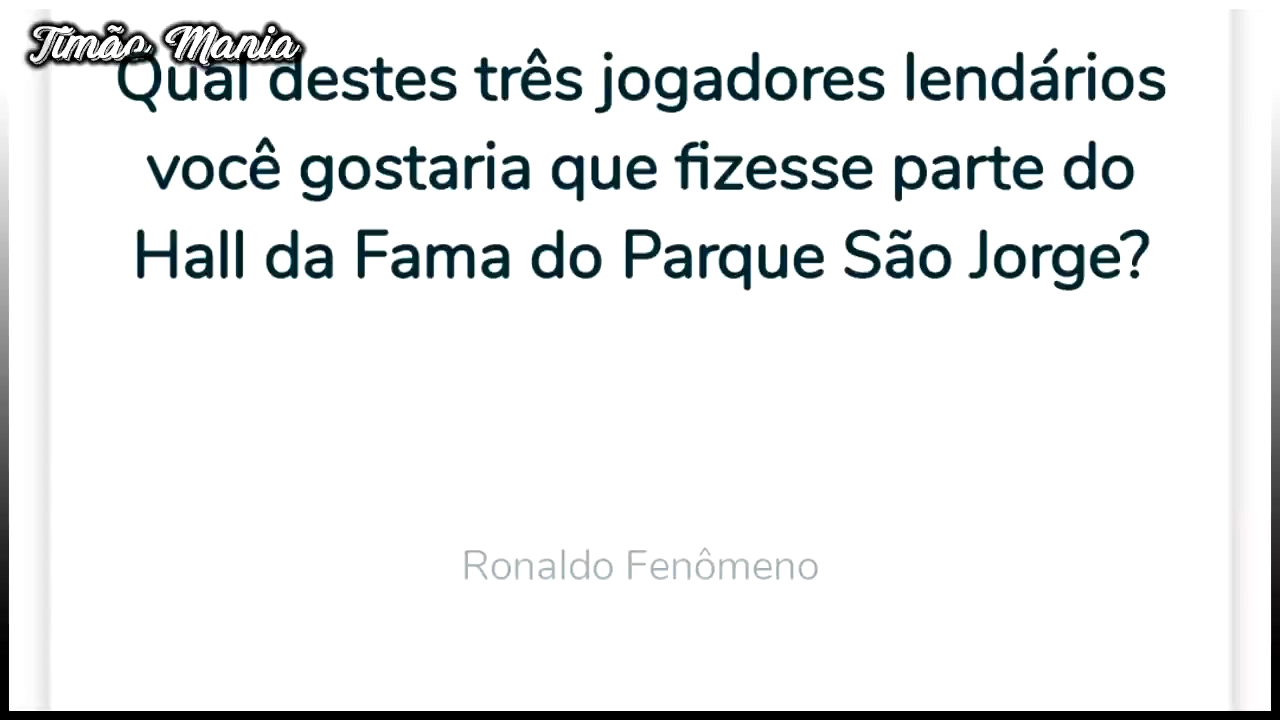 Timão Mania
Qual destes três jogadores lendários
você gostaria que fizesse parte do
Hall da Fama do Parque São Jorge?
Ronaldo Fenômeno